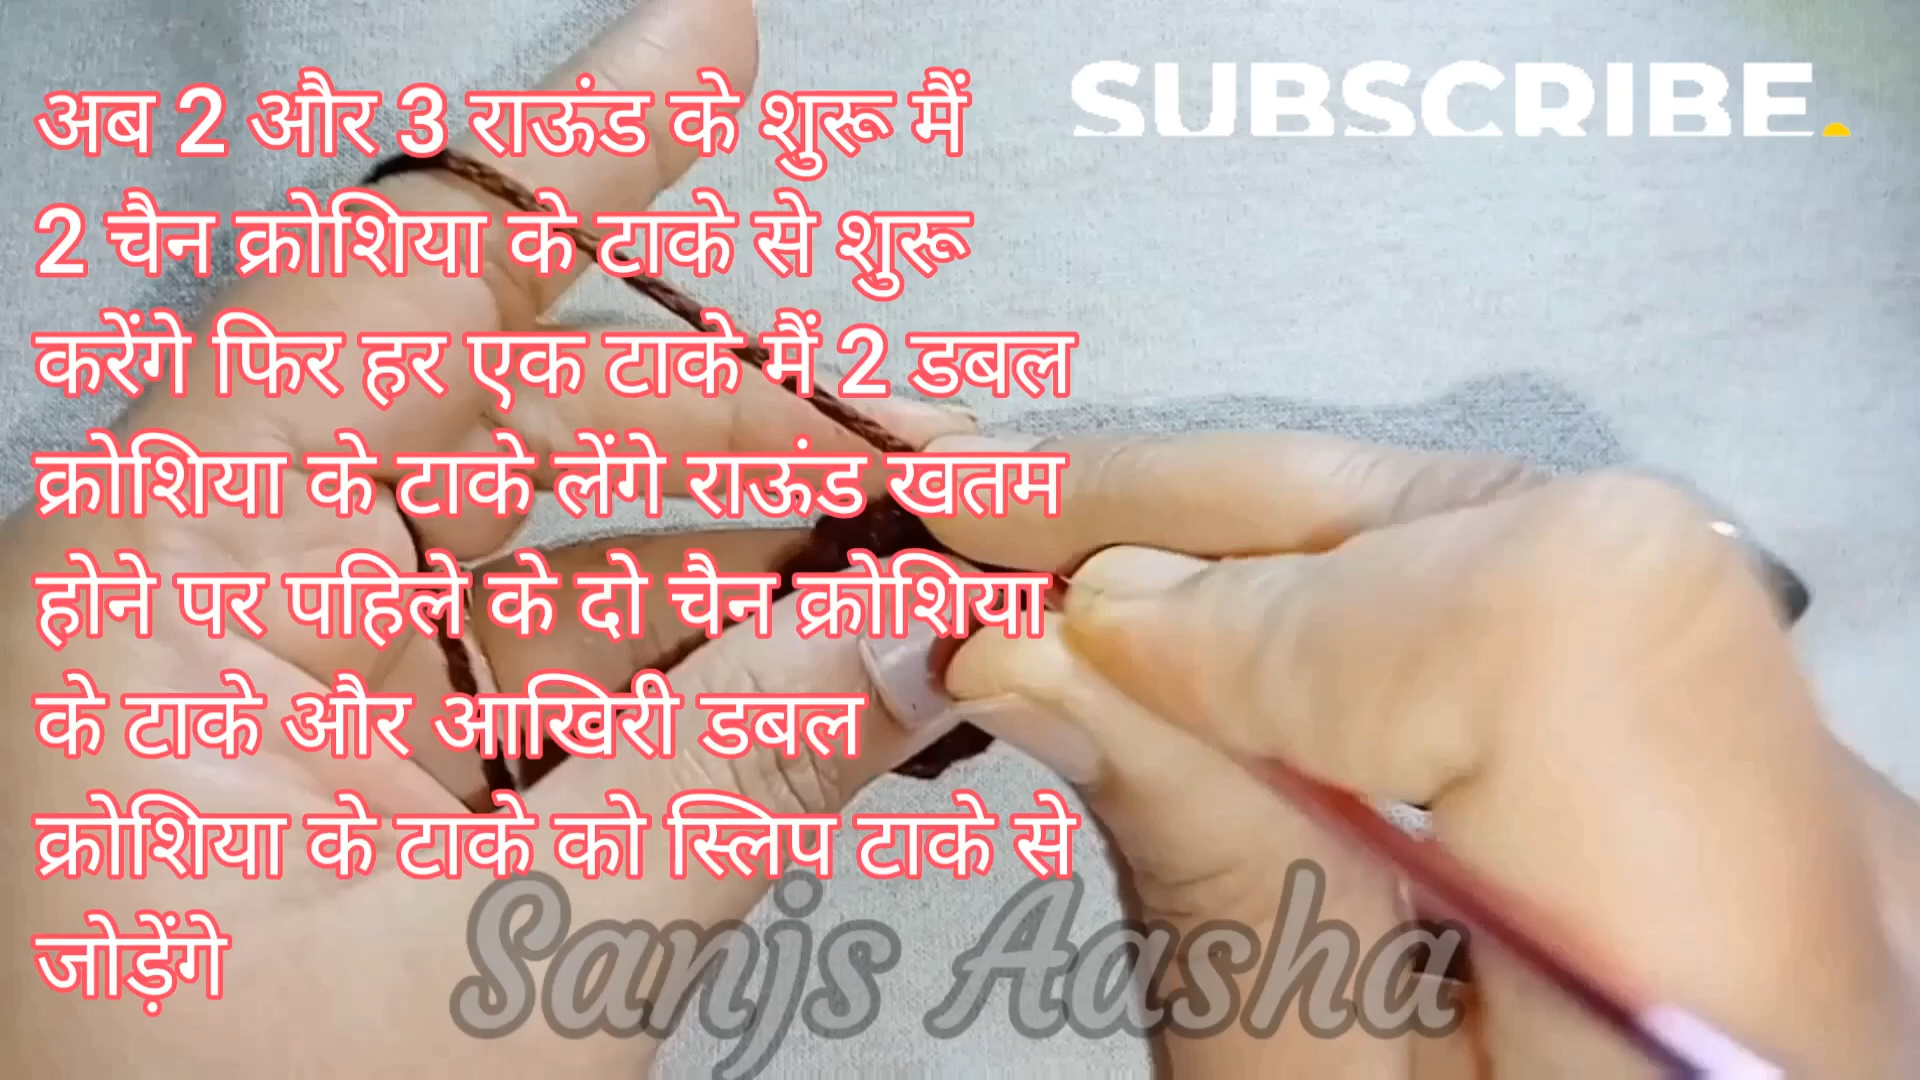 SUBSCRIBE.
अब 2 और 3 राऊंड के शुरू मैं
2 चैन क्रोशिया के टाके से शुरू
करेंगे फिर हर एक टाके मैं 2 डबल
क्रोशिया के टाके लेंगे राऊंड खतम
होने पर पहिले के दो चैन क्रोशिया
के टाके और आखिरी डबल
क्रोशिया के टाके को स्लिप टाके से
जोड़ेंगे
Sanjs Aasha